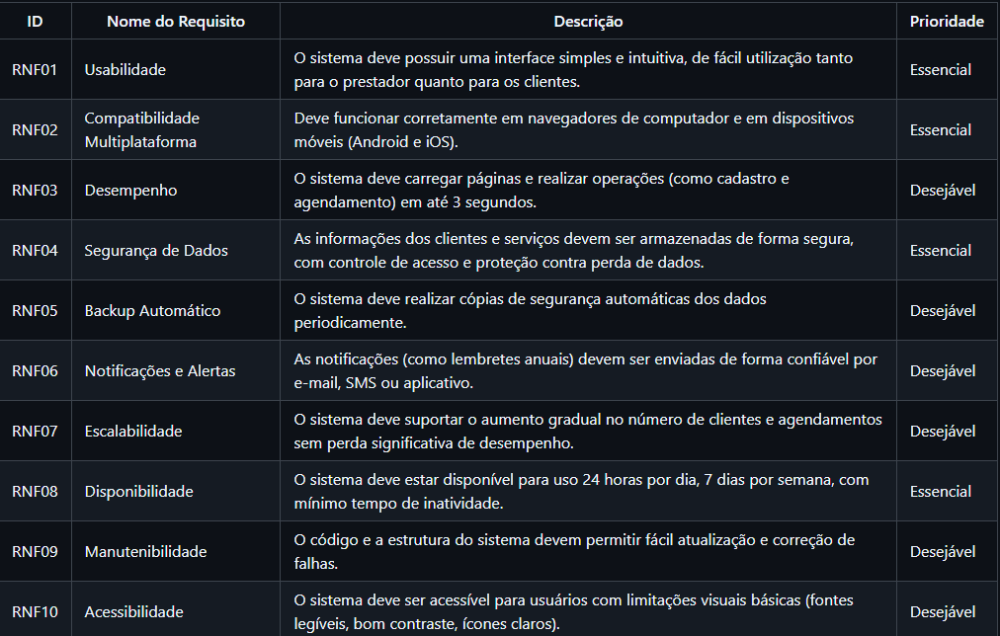 ID Nome do Requisito Descrição Prioridade
RNF01 Usabilidade O sistema deve possuir uma interface simples e intuitiva, de fácil utilização tanto
para o prestador quanto para os clientes. Essencial
RNF02 Compatibilidade
Multiplataforma Deve funcionar corretamente em navegadores de computador e em dispositivos
móveis (Android e iOS). Essencial
RNF03 Desempenho O sistema deve carregar páginas e realizar operações (como cadastro e
agendamento) em até 3 segundos. Desejável
RNF04 Segurança de Dados As informações dos clientes e serviços devem ser armazenadas de forma segura,
com controle de acesso e proteção contra perda de dados. Essencial
RNF05 Backup Automático O sistema deve realizar cópias de segurança automáticas dos dados
periodicamente. Desejável
RNF06 Notificações e Alertas As notificações (como lembretes anuais) devem ser enviadas de forma confiável por
e-mail, SMS ou aplicativo. Desejável
RNF07 Escalabilidade O sistema deve suportar o aumento gradual no número de clientes e agendamentos
sem perda significativa de desempenho. Desejável
RNF08 Disponibilidade O sistema deve estar disponível para uso 24 horas por dia, 7 dias por semana, com
mínimo tempo de inatividade. Essencial
RNF09 Manutenibilidade O código e a estrutura do sistema devem permitir fácil atualização e correção de
falhas. Desejável
RNF10 Acessibilidade O sistema deve ser acessível para usuários com limitações visuais básicas (fontes
legíveis, bom contraste, ícones claros). Desejável